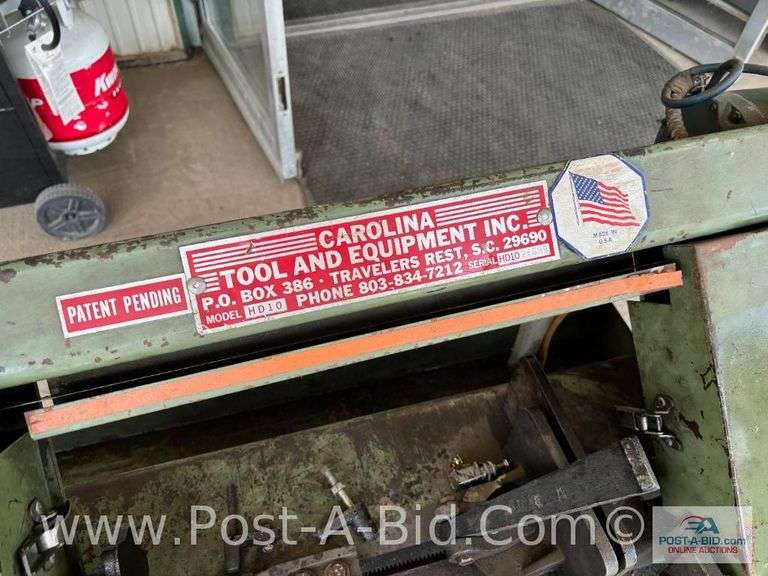 PATENT PENDING
CAROLINA
TOOL AND EQUIPMENT INC.
P.O. BOX 386 · TRAVELERS REST, S.C. 29690
MODEL HD10 PHONE 803-834-7212 SERIAL HD10
MADE IN
U.S.A.
www.Post-A-Bid.Com©
POST-A-BID.com
ONLINE AUCTIONS